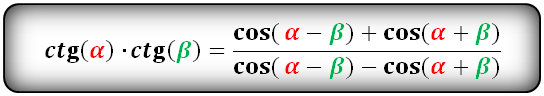 ctg(α) · ctg(β) = cos( α − β) + cos(α + β) / cos( α − β) − cos(α + β)